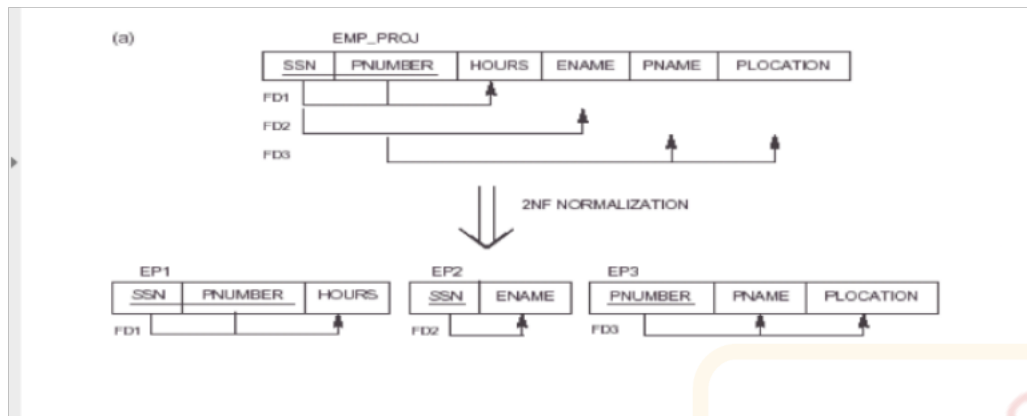 (a) EMP_PROJ
SSN PNUMBER HOURS ENAME PNAME PLOCATION
FD1
FD2
FD3
2NF NORMALIZATION
EP1 EP2 EP3
SSN PNUMBER HOURS SSN ENAME PNUMBER PNAME PLOCATION
FD1 FD2 FD3